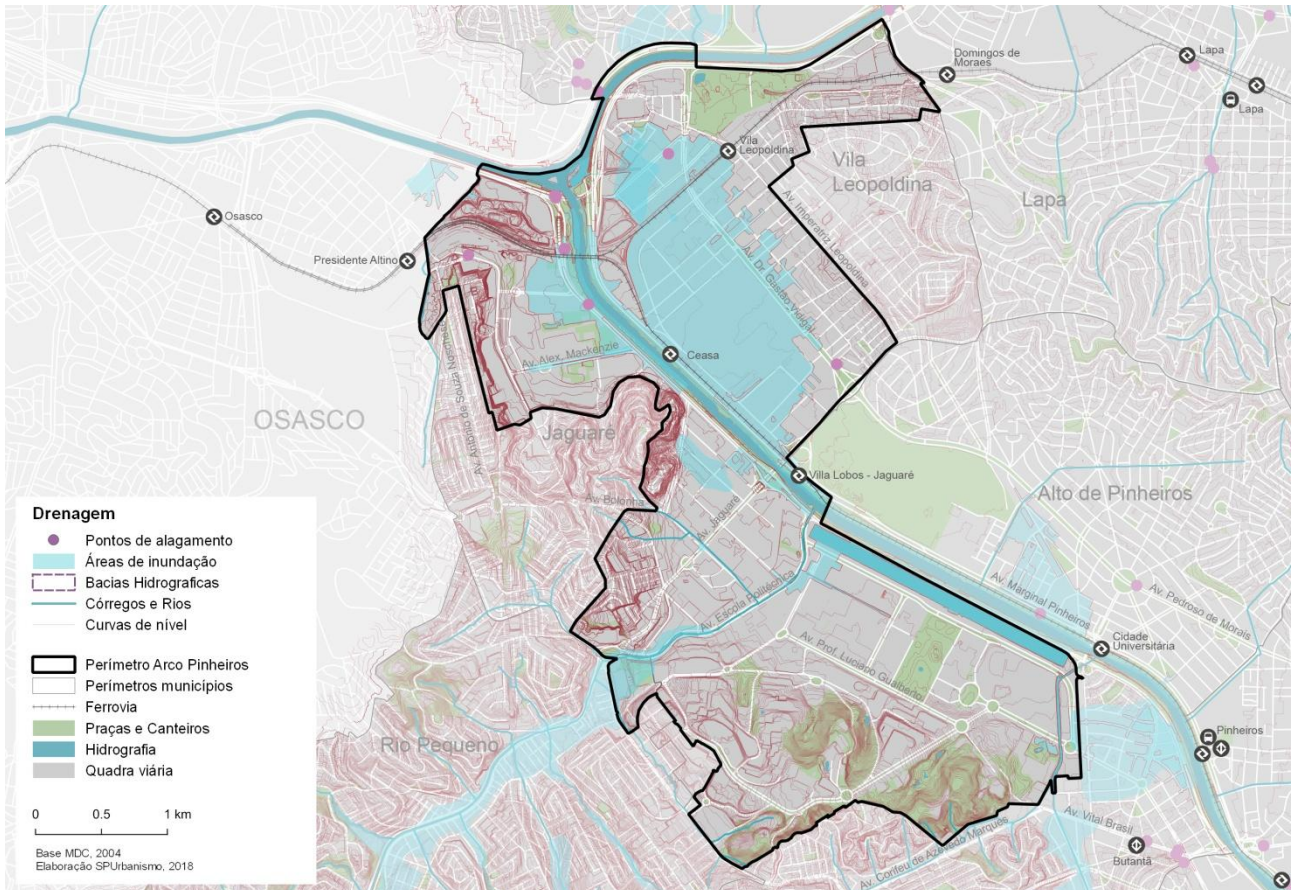 Domingos de
Moraes
Lapa
Lapa
Vila
Leopoldina
Vila
Leopoldina
Lapa
Av. Imperatriz Leopoldina
Osasco
Presidente Altino
Av. Dr. Gastão Vidigal
Ceasa
Av. Alex. Mackenzie
OSASCO
Jaguaré
Villa Lobos - Jaguaré
Alto de Pinheiros
Av. Bolonha
Av. Jaguaré
Av. Escola Politécnica
Av. Marginal Pinheiros
Av. Pedroso de Morais
Cidade
Universitária
Av. Prof. Luciano Gualberto
Rio Pequeno
Pinheiros
Av. Vital Brasil
Butantã
Av. Corifeu de Azevedo Marques
Drenagem
Pontos de alagamento
Áreas de inundação
Bacias Hidrograficas
Córregos e Rios
Curvas de nível
Perímetro Arco Pinheiros
Perímetros municípios
Ferrovia
Praças e Canteiros
Hidrografia
Quadra viária
0 0.5 1 km
Base MDC, 2004
Elaboração SPUrbanismo, 2018